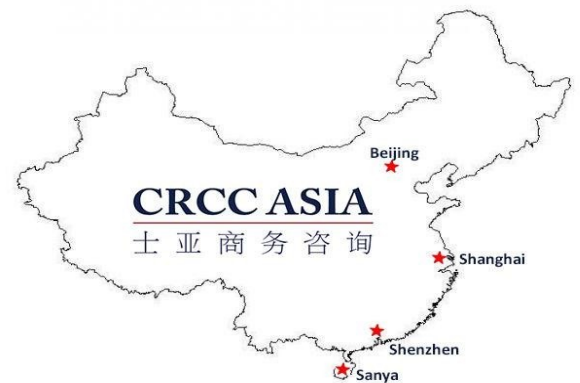 Beijing
CRCC ASIA
士亚商务咨询
Shanghai
Shenzhen
Sanya